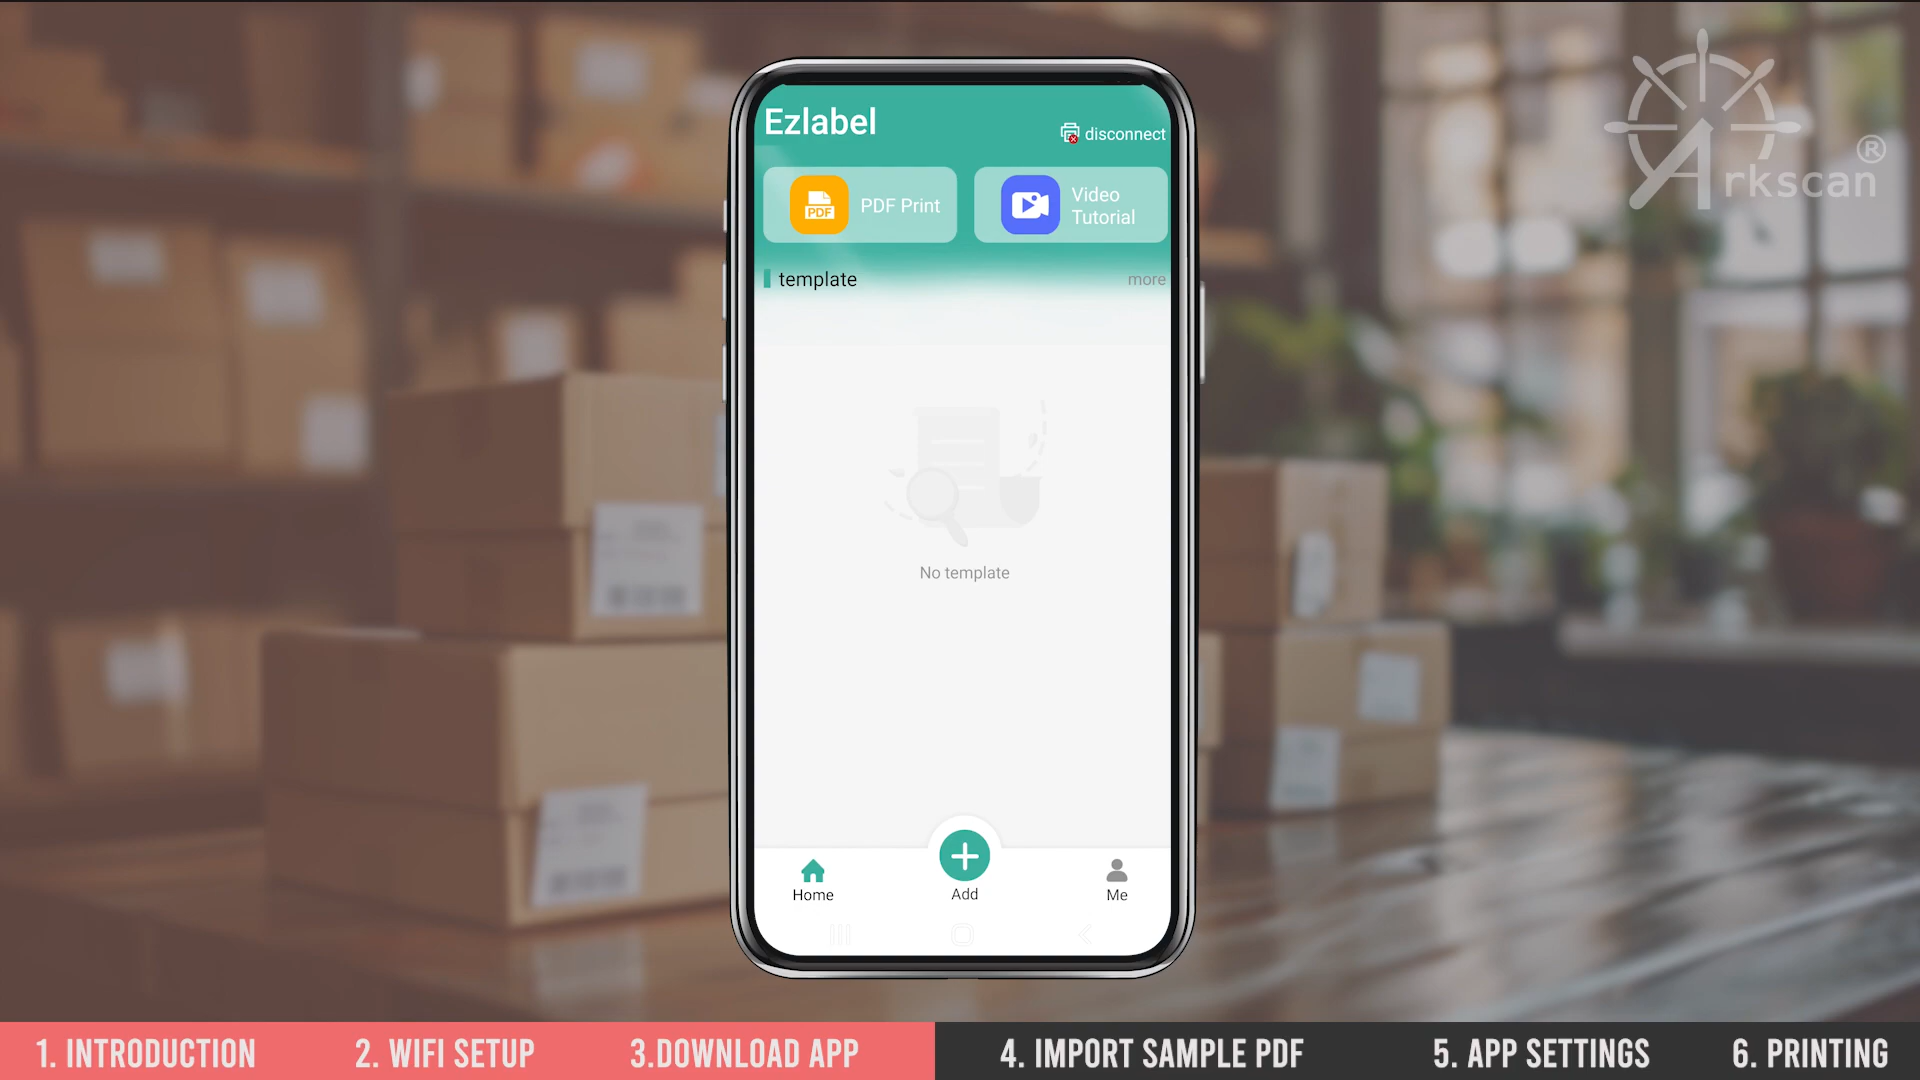 Ezlabel
disconnect
PDF
PDF Print
Video
Tutorial
template
more
No template
Home
Add
Me
Arkscan®
1. INTRODUCTION
2. WIFI SETUP
3.DOWNLOAD APP
4. IMPORT SAMPLE PDF
5. APP SETTINGS
6. PRINTING